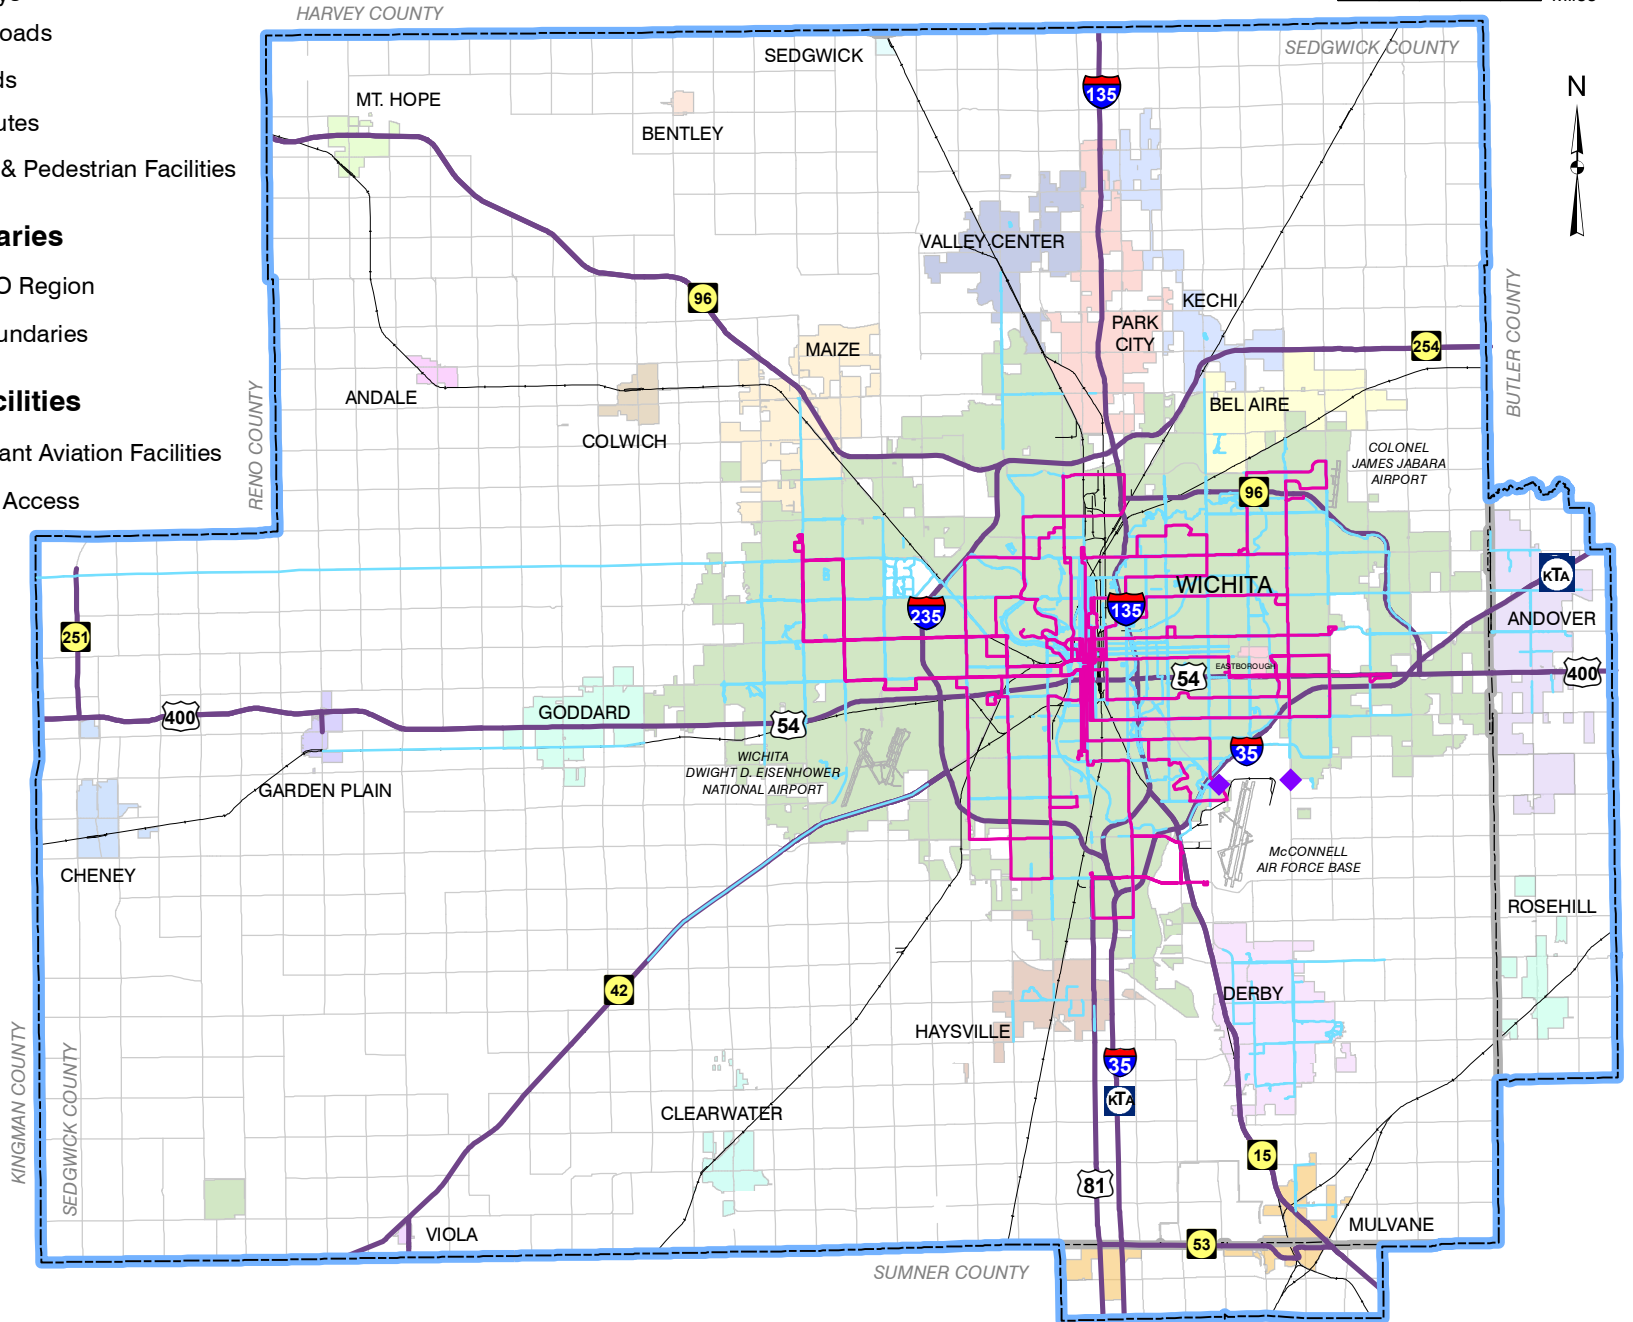 HARVEY COUNTY
oads
ds
utes
& Pedestrian Facilities
aries
O Region
undaries
cilities
ant Aviation Facilities
Access
SEDGWICK
SEDGWICK COUNTY
N
135
MT. HOPE
BENTLEY
VALLEY CENTER
KECHI
96
PARK
CITY
254
MAIZE
BUTLER COUNTY
RENO COUNTY
ANDALE
BEL AIRE
COLWICH
COLONEL
JAMES JABARA
AIRPORT
96
WICHITA
KTA
235
135
ANDOVER
251
EASTBOROUGH
54
400
400
GODDARD
54
35
WICHITA
DWIGHT D. EISENHOWER
NATIONAL AIRPORT
GARDEN PLAIN
McCONNELL
AIR FORCE BASE
CHENEY
ROSEHILL
42
DERBY
HAYSVILLE
35
KTA
KINGMAN COUNTY
SEDGWICK COUNTY
CLEARWATER
15
81
VIOLA
MULVANE
53
SUMNER COUNTY